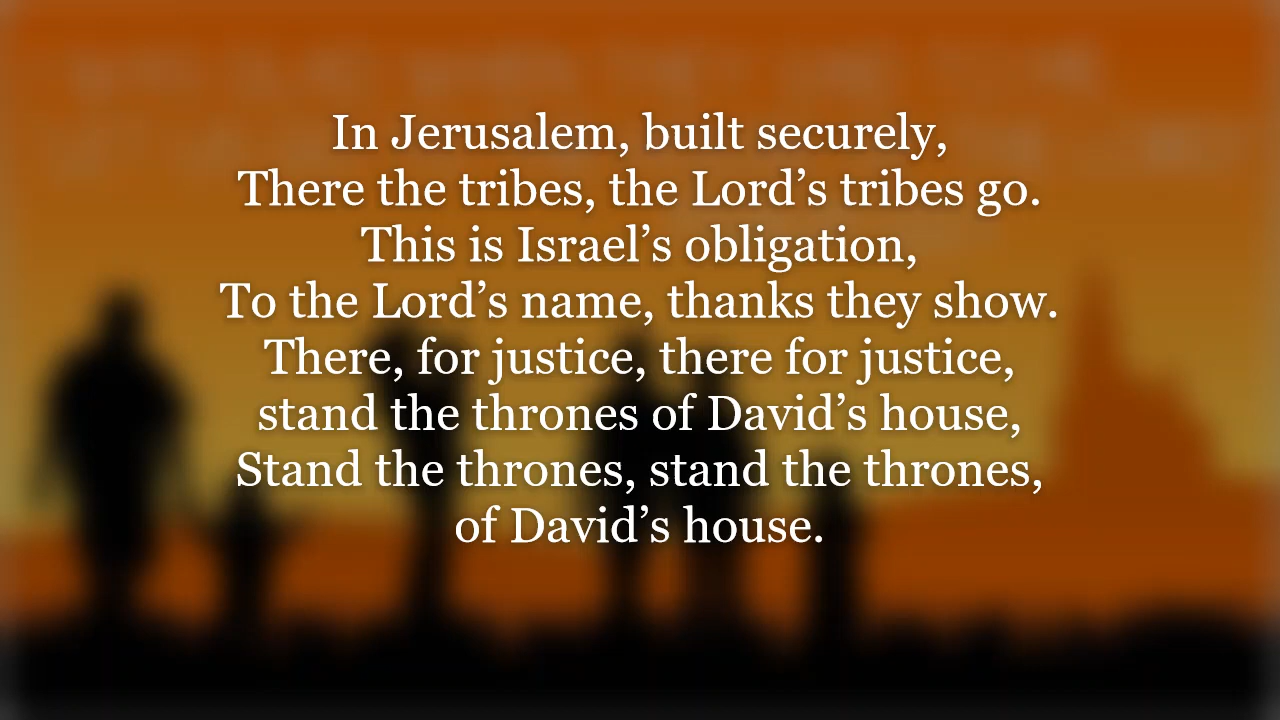 In Jerusalem, built securely,
There the tribes, the Lord’s tribes go.
This is Israel’s obligation,
To the Lord’s name, thanks they show.
There, for justice, there for justice,
stand the thrones of David’s house,
Stand the thrones, stand the thrones,
of David’s house.